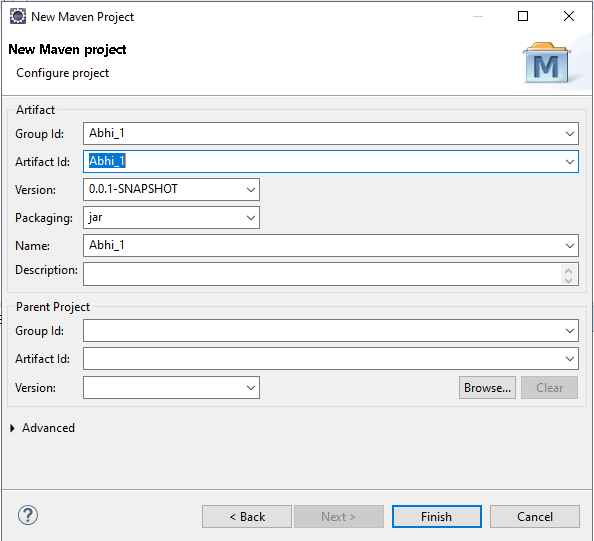 New Maven Project
New Maven project
Configure project
M
Artifact
Group Id: Abhi_1
Artifact Id: Abhi_1
Version: 0.0.1-SNAPSHOT
Packaging: jar
Name: Abhi_1
Description:
Parent Project
Group Id:
Artifact Id:
Version: Browse... Clear
Advanced
? < Back Next > Finish Cancel